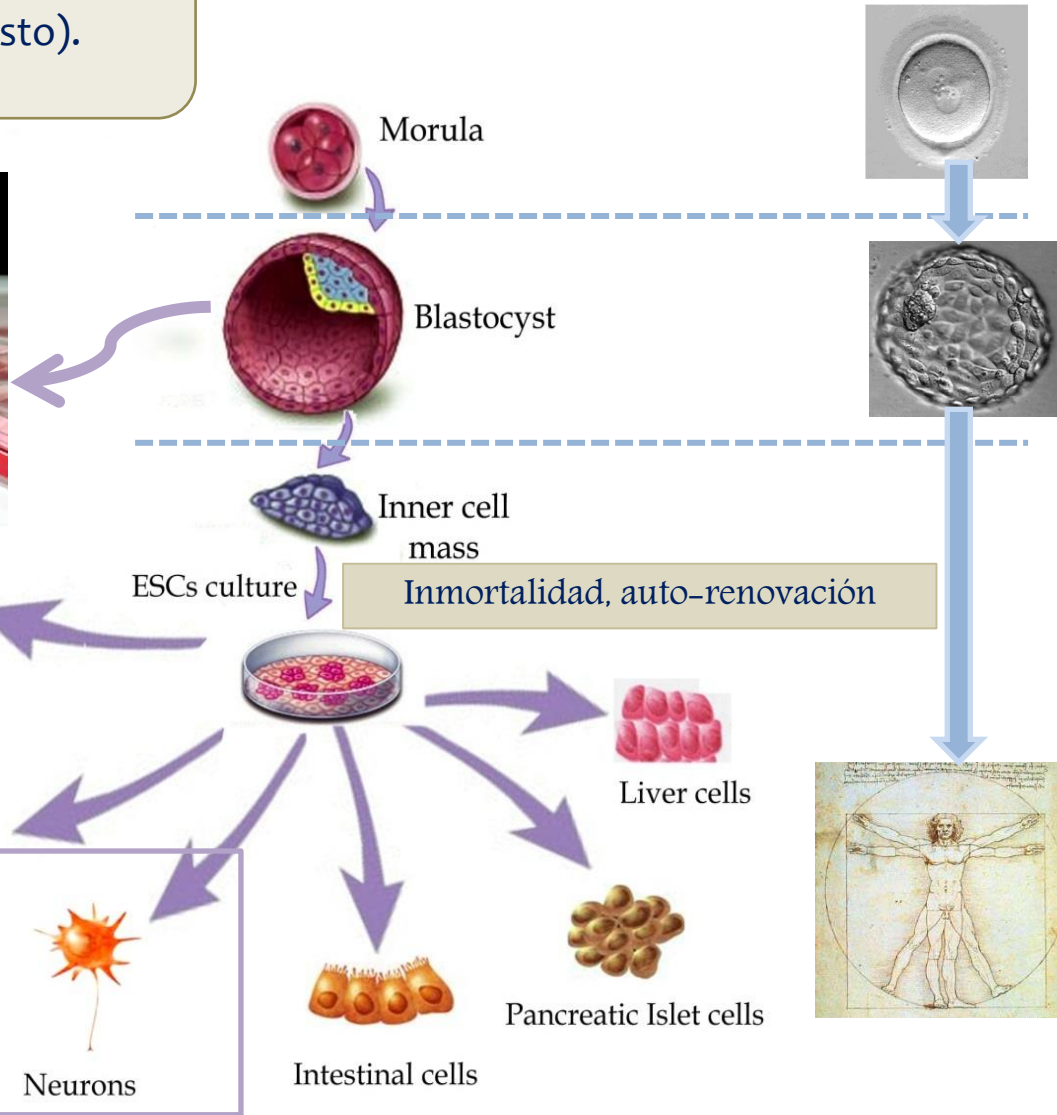 sto).
Morula
Blastocyst
Inner cell
mass
ESCs culture
Inmortalidad, auto-renovación
Liver cells
Pancreatic Islet cells
Intestinal cells
Neurons